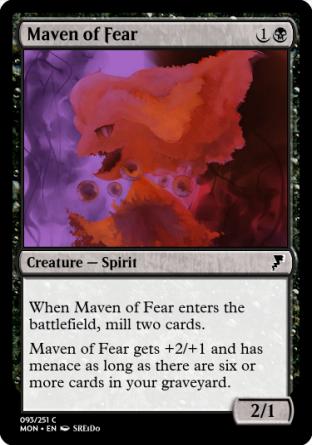 Maven of Fear 1
Creature — Spirit
When Maven of Fear enters the
battlefield, mill two cards.
Maven of Fear gets +2/+1 and has
menace as long as there are six or
more cards in your graveyard.
2/1
093/251 C
MON • EN SREiDo